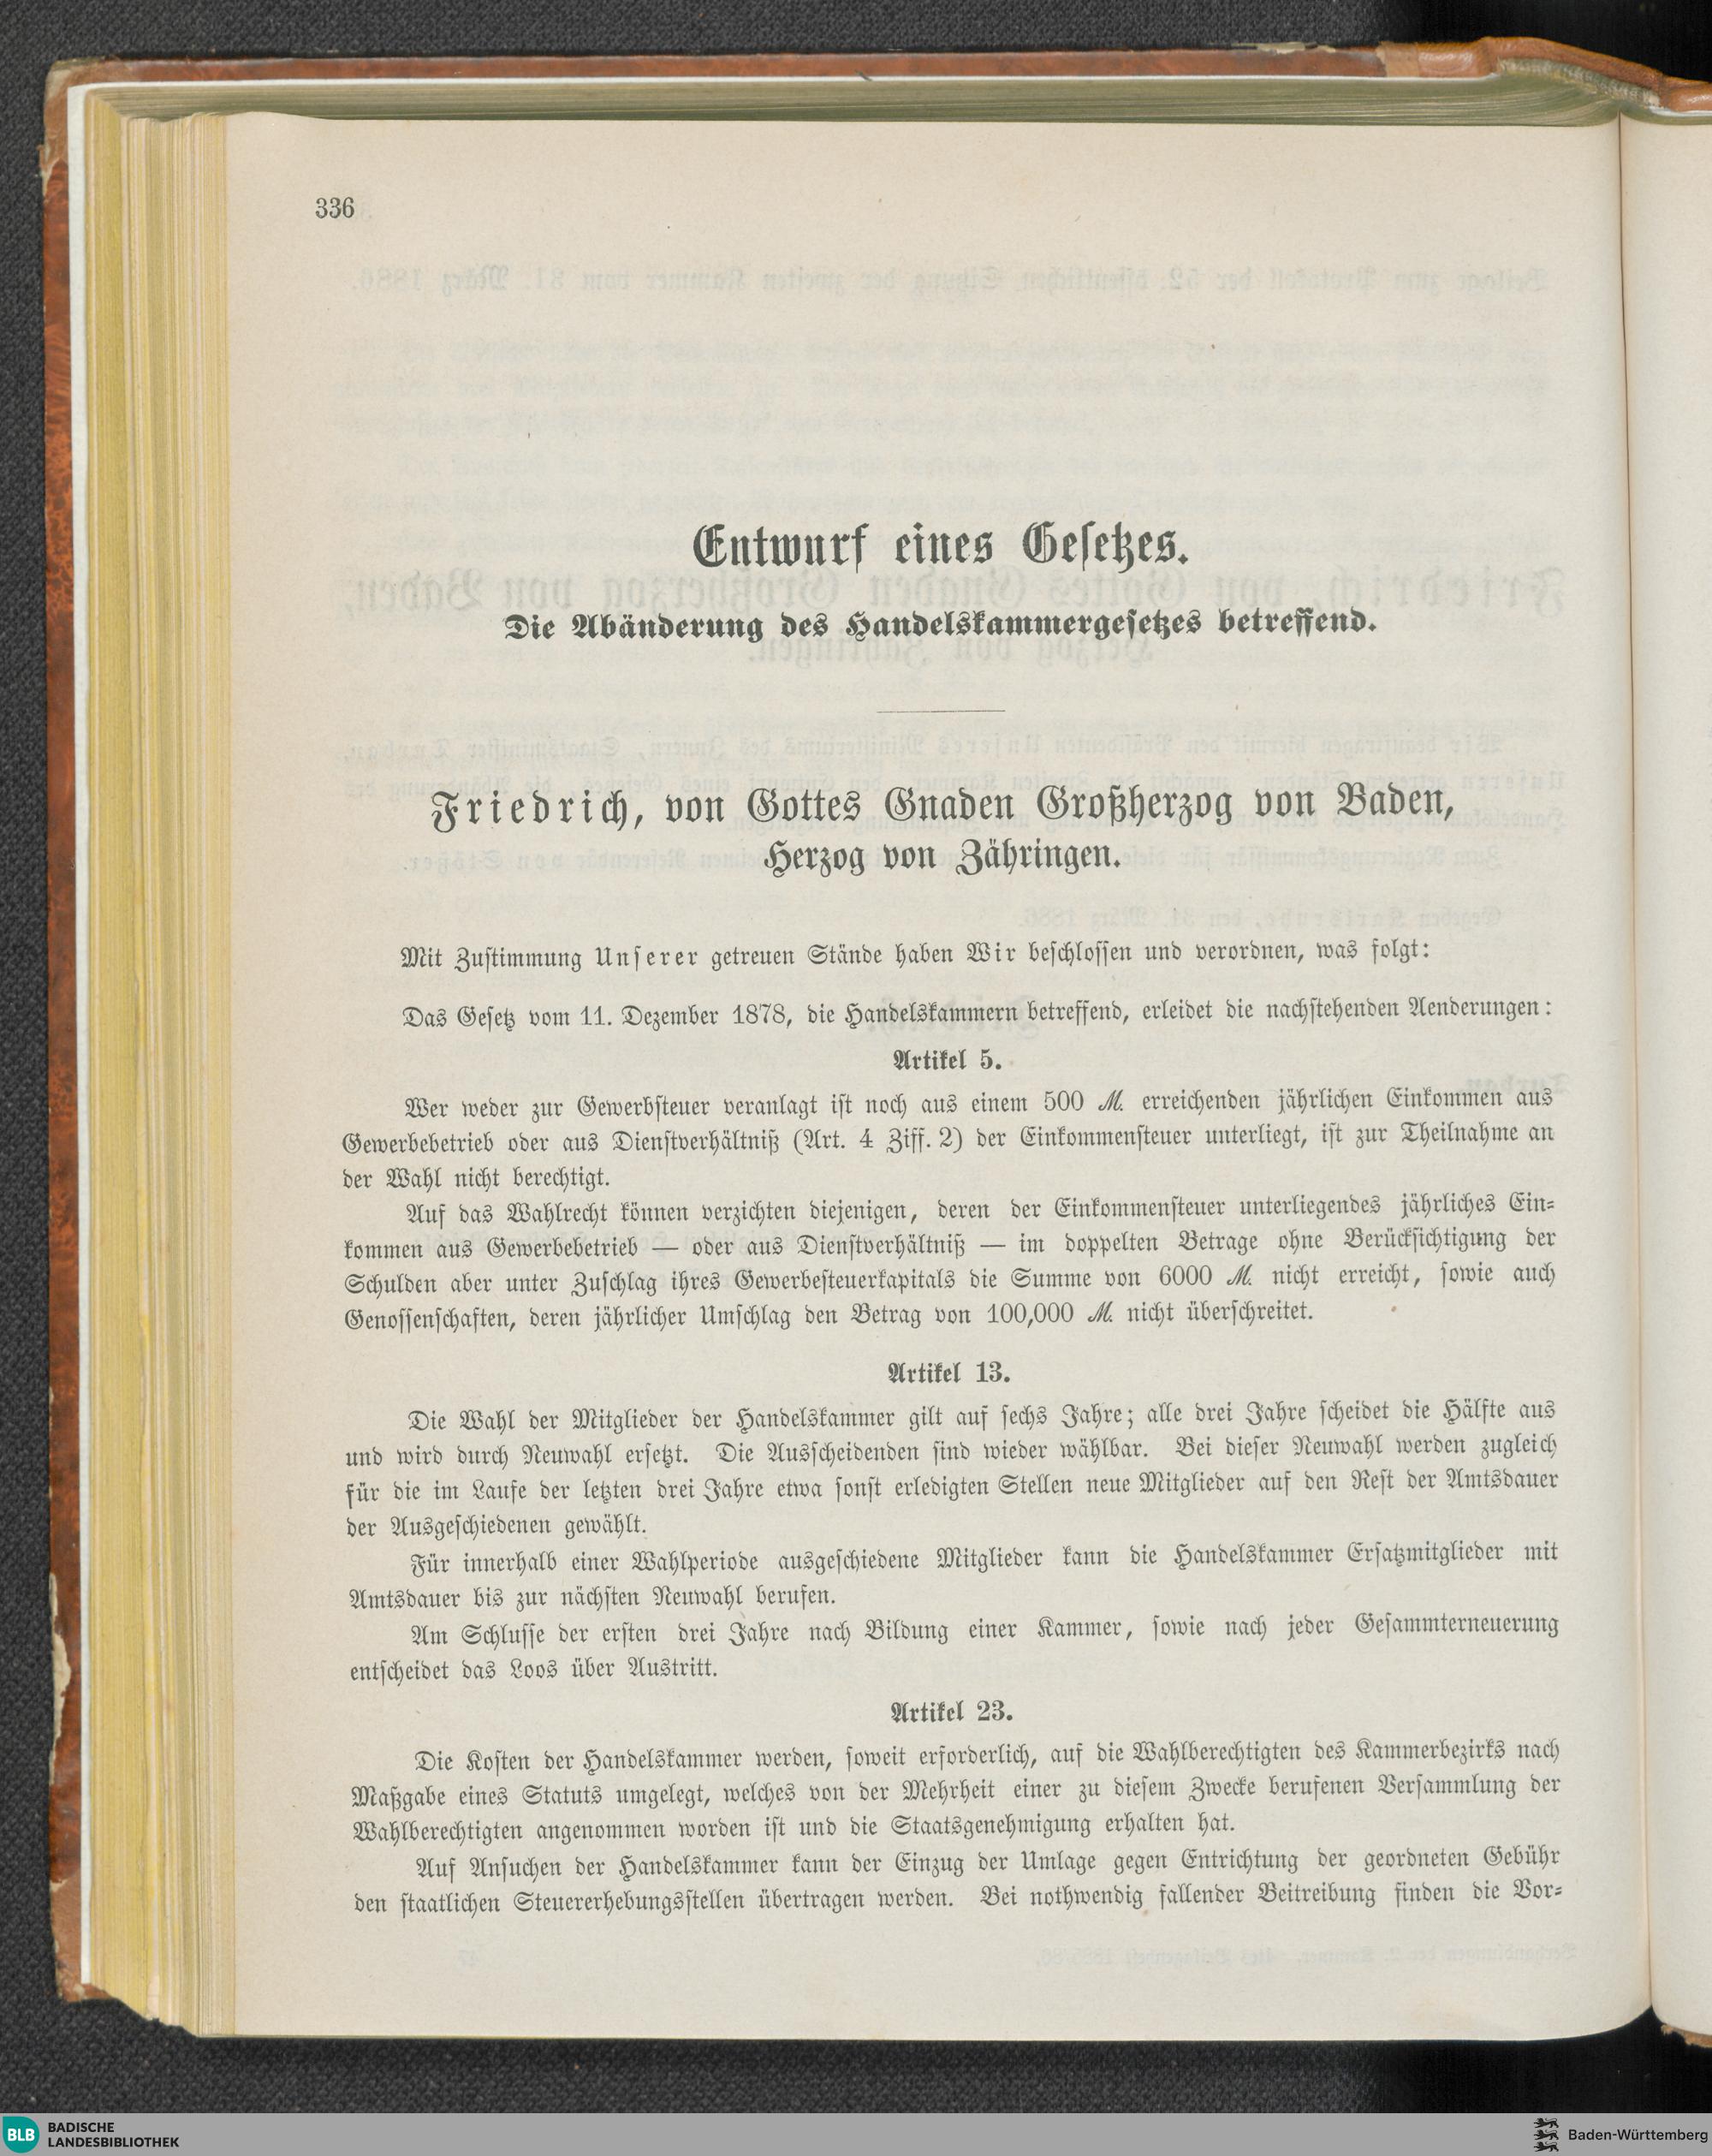 336
Entwurf eines Gesetzes.
Die Abänderung des Handelskammergesetzes betreffend.
Friedrich, von Gottes Gnaden Großherzog von Baden,
Herzog von Zähringen.
Mit Zustimmung Unserer getreuen Stände haben Wir beschlossen und verordnen, was folgt:
Das Gesetz vom 11. Dezember 1878, die Handelskammern betreffend, erleidet die nachstehenden Aenderungen:
Artikel 5.
Wer weder zur Gewerbsteuer veranlagt ist noch aus einem 500 M. erreichenden jährlichen Einkommen aus
Gewerbebetrieb oder aus Dienstverhältniß (Art. 4 Ziff. 2) der Einkommensteuer unterliegt, ist zur Theilnahme an
der Wahl nicht berechtigt.
Auf das Wahlrecht können verzichten diejenigen, deren der Einkommensteuer unterliegendes jährliches Ein-
kommen aus Gewerbebetrieb — oder aus Dienstverhältniß — im doppelten Betrage ohne Berücksichtigung der
Schulden aber unter Zuschlag ihres Gewerbesteuerkapitals die Summe von 6000 M. nicht erreicht, sowie auch
Genossenschaften, deren jährlicher Umschlag den Betrag von 100,000 M. nicht überschreitet.
Artikel 13.
Die Wahl der Mitglieder der Handelskammer gilt auf sechs Jahre; alle drei Jahre scheidet die Hälfte aus
und wird durch Neuwahl ersetzt. Die Ausscheidenden sind wieder wählbar. Bei dieser Neuwahl werden zugleich
für die im Laufe der letzten drei Jahre etwa sonst erledigten Stellen neue Mitglieder auf den Rest der Amtsdauer
der Ausgeschiedenen gewählt.
Für innerhalb einer Wahlperiode ausgeschiedene Mitglieder kann die Handelskammer Ersatzmitglieder mit
Amtsdauer bis zur nächsten Neuwahl berufen.
Am Schlusse der ersten drei Jahre nach Bildung einer Kammer, sowie nach jeder Gesammterneuerung
entscheidet das Loos über Austritt.
Artikel 23.
Die Kosten der Handelskammer werden, soweit erforderlich, auf die Wahlberechtigten des Kammerbezirks nach
Maßgabe eines Statuts umgelegt, welches von der Mehrheit einer zu diesem Zwecke berufenen Versammlung der
Wahlberechtigten angenommen worden ist und die Staatsgenehmigung erhalten hat.
Auf Ansuchen der Handelskammer kann der Einzug der Umlage gegen Entrichtung der geordneten Gebühr
den staatlichen Steuererhebungsstellen übertragen werden. Bei nothwendig fallender Beitreibung finden die Vor-
BLB BADISCHE
LANDESBIBLIOTHEK
Baden-Württemberg